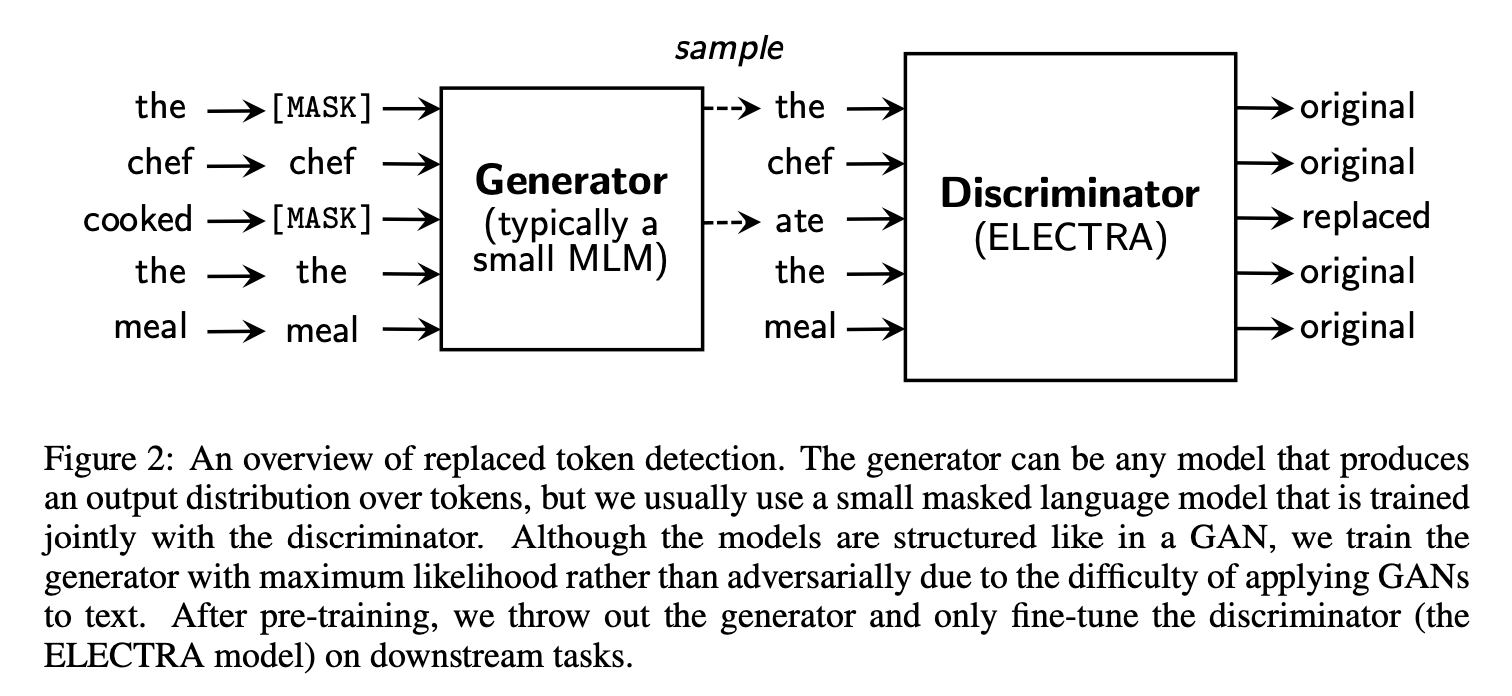 sample
the [MASK] the original
chef chef chef original
Generator
Discriminator
cooked [MASK] (typically a ate (ELECTRA) replaced
small MLM)
the the the original
meal meal meal original
Figure 2: An overview of replaced token detection. The generator can be any model that produces
an output distribution over tokens, but we usually use a small masked language model that is trained
jointly with the discriminator. Although the models are structured like in a GAN, we train the
generator with maximum likelihood rather than adversarially due to the difficulty of applying GANs
to text. After pre-training, we throw out the generator and only fine-tune the discriminator (the
ELECTRA model) on downstream tasks.